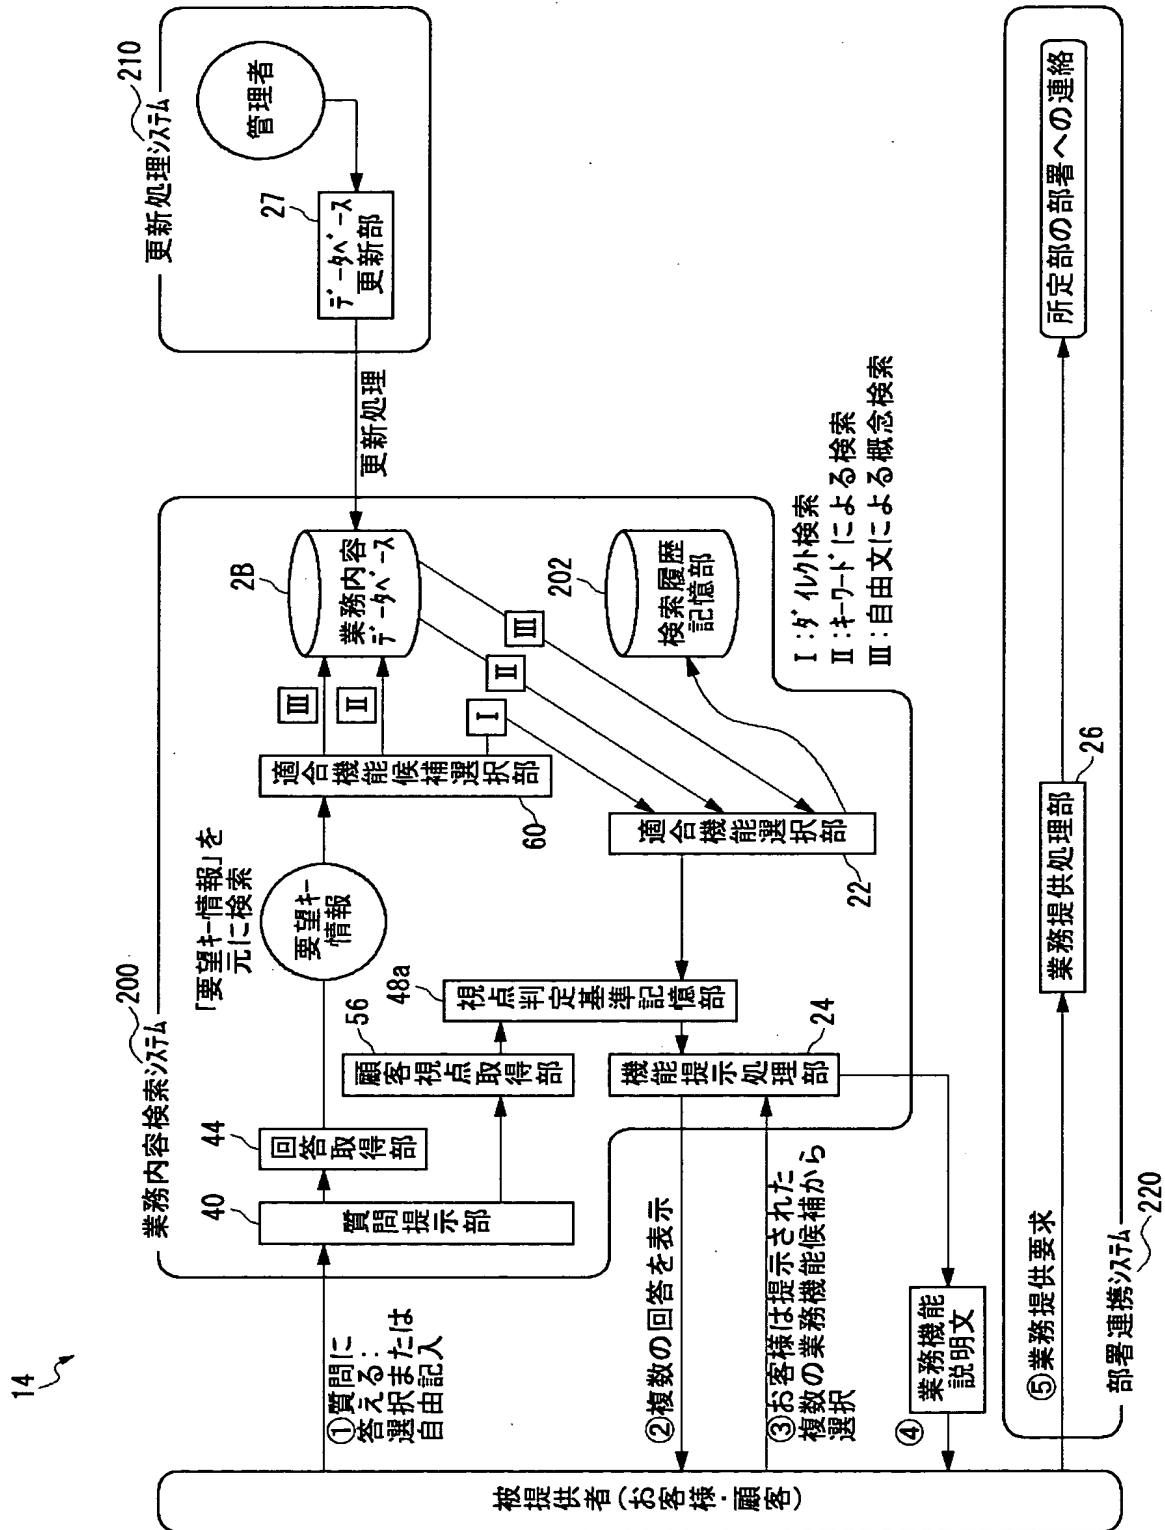 14
被提供者(お客様・顧客)
①質問に
答える:
選択または
自由記入
②複数の回答を表示
③お客様は提示された
複数の業務機能候補から
選択
④
業務機能
説明文
⑤業務提供要求
業務内容検索システム
200
40
質問提示部
44
回答取得部
56
顧客視点取得部
48a
視点判定基準記憶部
24
機能提示処理部
「要望キー情報」を
元に検索
要望キー
情報
適合機能候補選択部
60
適合機能選択部
22
Ⅲ
Ⅱ
Ⅰ
Ⅱ
Ⅲ
2B
業務内容
データベース
202
検索履歴
記憶部
Ⅰ:ダイレクト検索
Ⅱ:キーワードによる検索
Ⅲ:自由文による概念検索
更新処理
更新処理システム
210
27
データベース
更新部
管理者
部署連携システム
220
業務提供処理部
26
所定部の部署への連絡